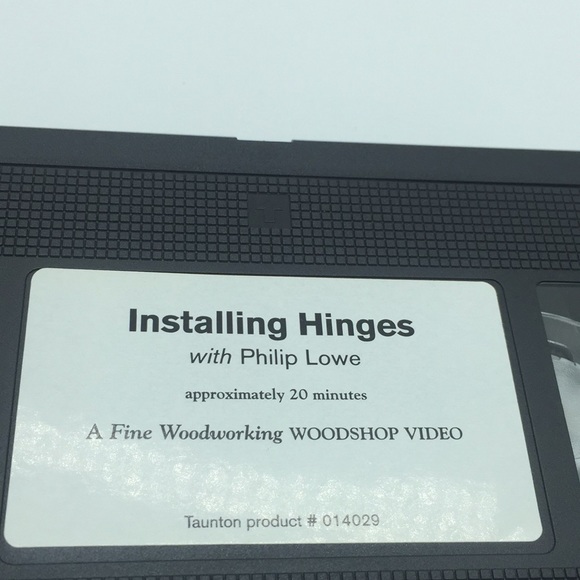 Installing Hinges
with Philip Lowe
approximately 20 minutes
A Fine Woodworking WOODSHOP VIDEO
Taunton product # 014029